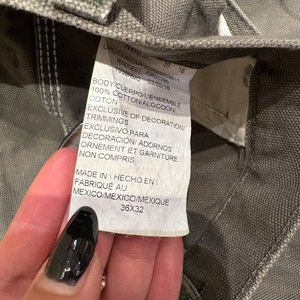 BODY/CUERPO/L'ENSEMBLE
100% COTTON/ALGODON
COTON
EXCLUSIVE OF DECORATION/
TRIMMINGS
EXCLUSIVO PARA
DECORACION/ ADORNOS
ORNEMENT ET GARNITURE
NON COMPRIS
MADE IN \ HECHO EN \
FABRIQUÉ AU
MEXICO/MEXICO/MEXIQUE
36X32